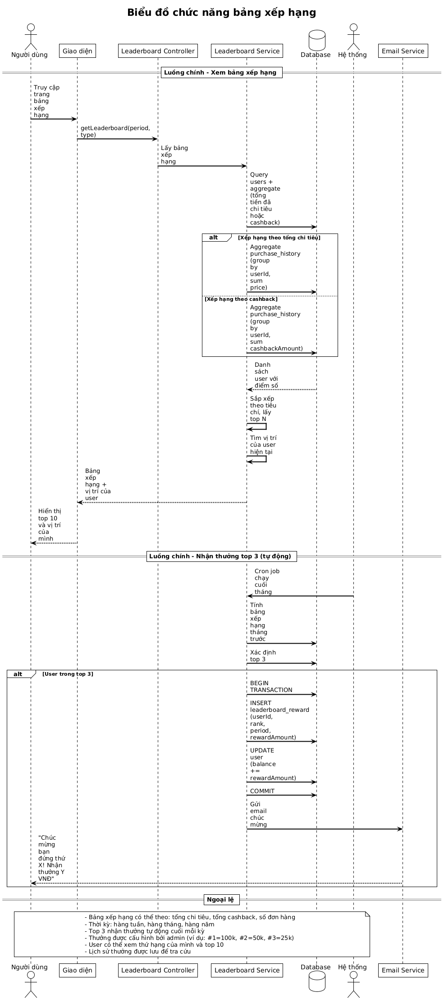 Biểu đồ chức năng bảng xếp hạng
Người dùng
Giao diện
Leaderboard Controller
Leaderboard Service
Database
Hệ thống
Email Service
Luồng chính - Xem bảng xếp hạng
Truy cập
trang
bảng
xếp
hạng
getLeaderboard(period,
type)
Lấy bảng
xếp
hạng
Query
users +
aggregate
(tổng
tiền đã
chi tiêu
hoặc
cashback)
alt
[Xếp hạng theo tổng chi tiêu]
Aggregate
purchase_history
(group
by
userId,
sum
price)
[Xếp hạng theo cashback]
Aggregate
purchase_history
(group
by
userId,
sum
cashbackAmount)
Danh
sách
user với
điểm số
Sắp xếp
theo tiêu
chí, lấy
top N
Tìm vị trí
của user
hiện tại
Bảng
xếp
hạng +
vị trí của
user
Hiển thị
top 10
và vị trí
của
mình
Luồng chính - Nhận thưởng top 3 (tự động)
Cron job
chạy
cuối
tháng
Tính
bảng
xếp
hạng
tháng
trước
Xác định
top 3
alt
[User trong top 3]
BEGIN
TRANSACTION
INSERT
leaderboard_reward
(userId,
rank,
period,
rewardAmount)
UPDATE
user
(balance
+=
rewardAmount)
COMMIT
Gửi
email
chúc
mừng
"Chúc
mừng
bạn
đứng thứ
X! Nhận
thưởng Y
VNĐ"
Ngoại lệ
- Bảng xếp hạng có thể theo: tổng chi tiêu, tổng cashback, số đơn hàng
- Thời kỳ: hàng tuần, hàng tháng, hàng năm
- Top 3 nhận thưởng tự động cuối mỗi kỳ
- Thưởng được cấu hình bởi admin (ví dụ: #1=100k, #2=50k, #3=25k)
- User có thể xem thứ hạng của mình và top 10
- Lịch sử thưởng được lưu để tra cứu
Người dùng
Giao diện
Leaderboard Controller
Leaderboard Service
Database
Hệ thống
Email Service